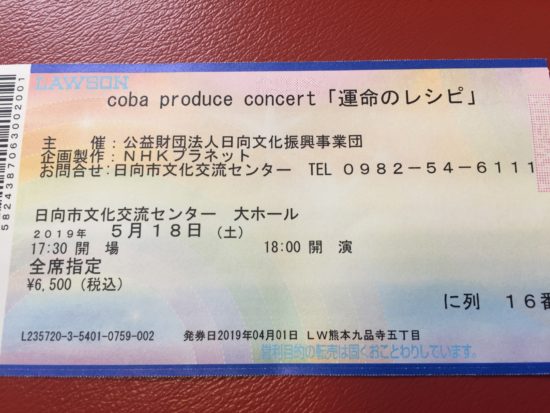 LAWSON
coba produce concert「運命のレシピ」
主　催：公益財団法人日向文化振興事業団
企画製作：ＮＨＫプラネット
お問合せ：日向市文化交流センター　TEL ０９８２－５４－６１１１
日向市文化交流センター　大ホール
２０１９年　５月１８日（土）
17:30 開　場　18:00 開　演
全席指定
¥6,500（税込）
に列　１６番
L235720-3-5401-0759-002　発券日2019年04月01日　ＬＷ熊本九品寺五丁目
営利目的の転売は固くおことわりしています。
5824387063002001